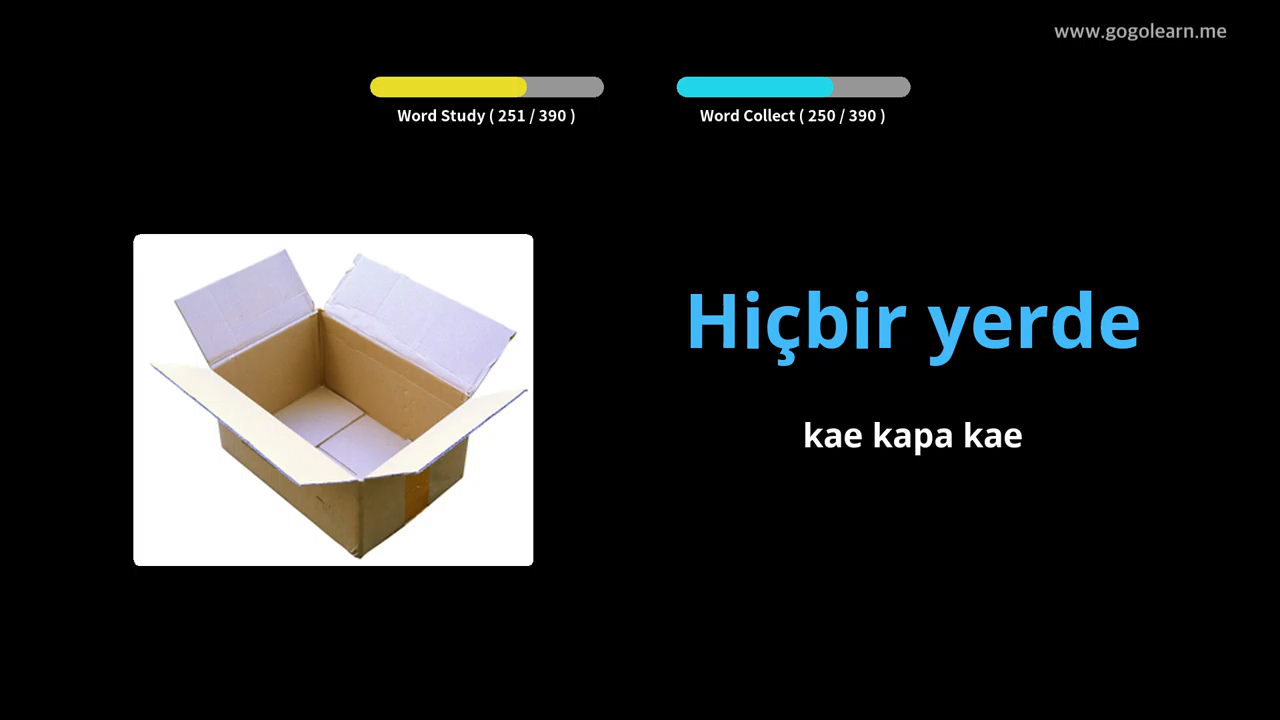 www.gogolearn.me
Word Study ( 251 / 390 )
Word Collect ( 250 / 390 )
Hiçbir yerde
kae kapa kae